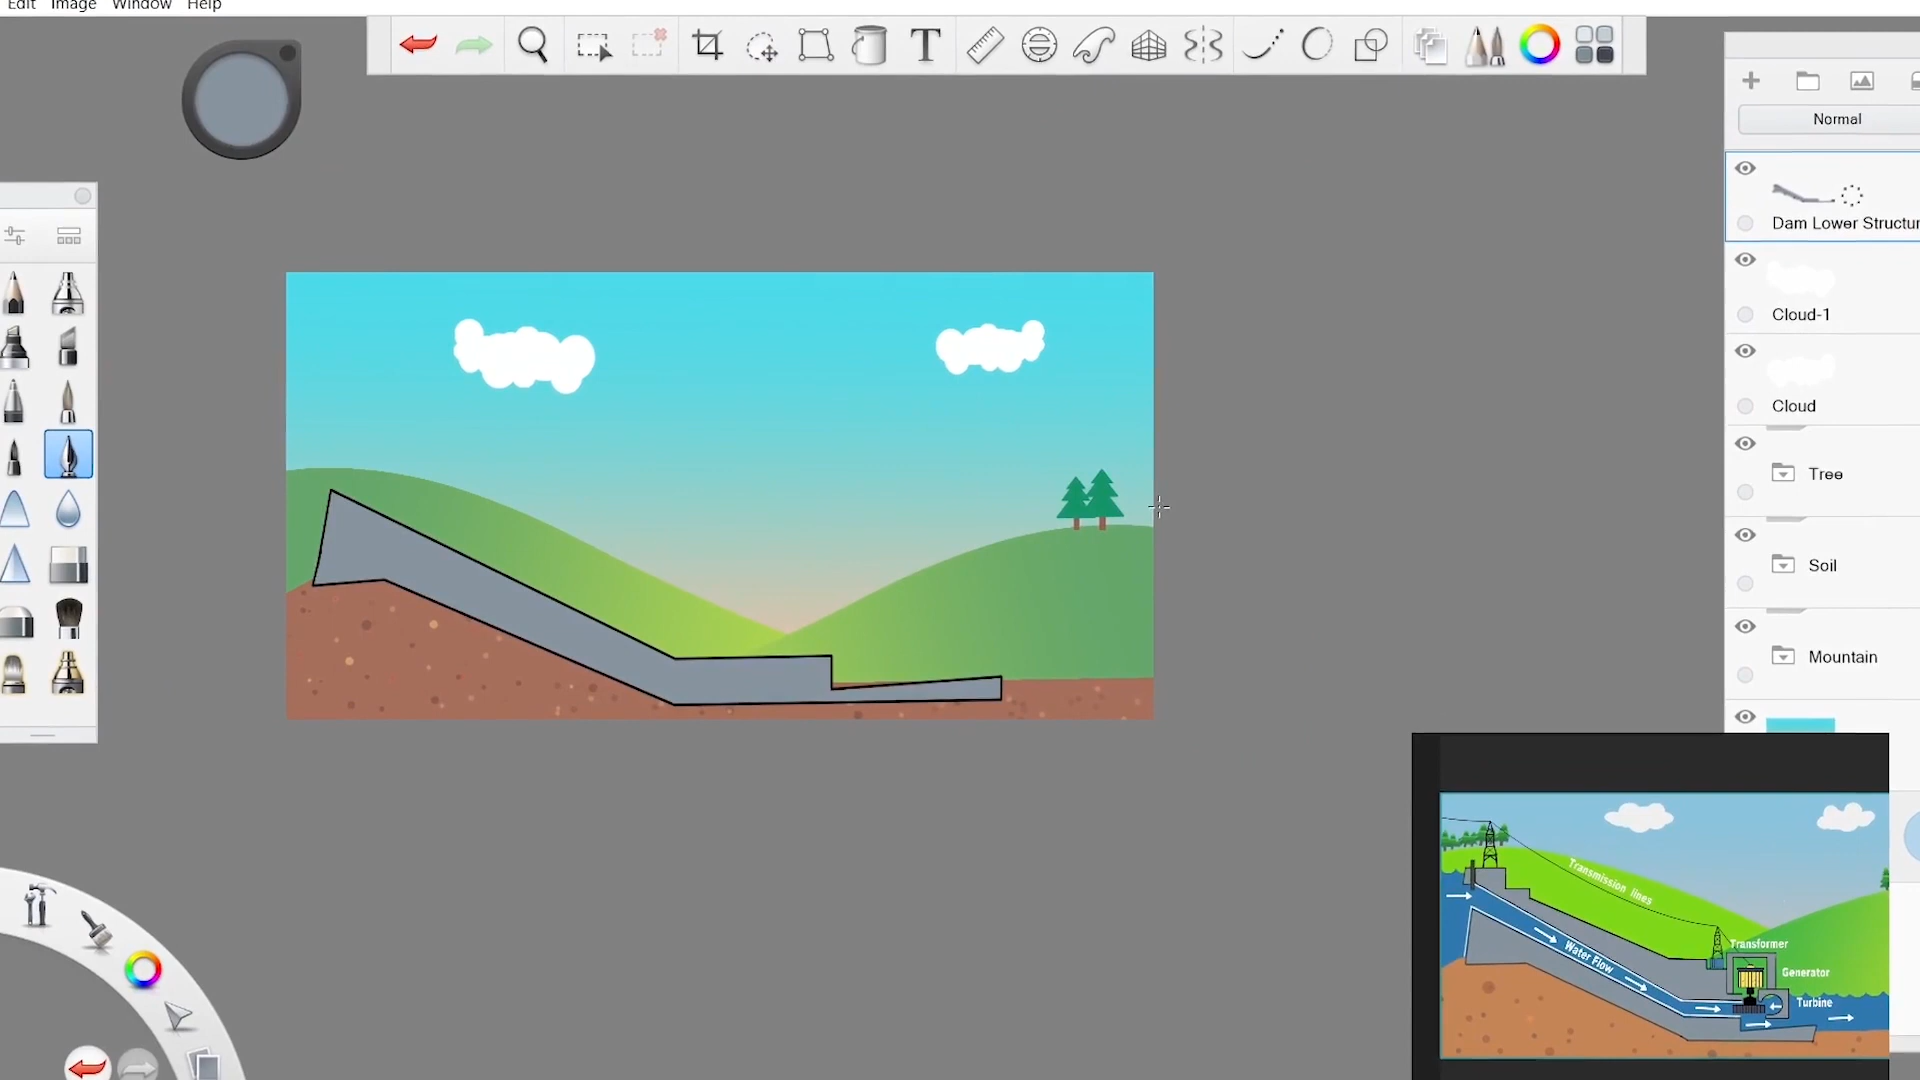 Edit Image Window Help
T
Normal
Dam Lower Structur
Cloud-1
Cloud
Tree
Soil
Mountain
Transmission lines
Water Flow
Transformer
Generator
Turbine